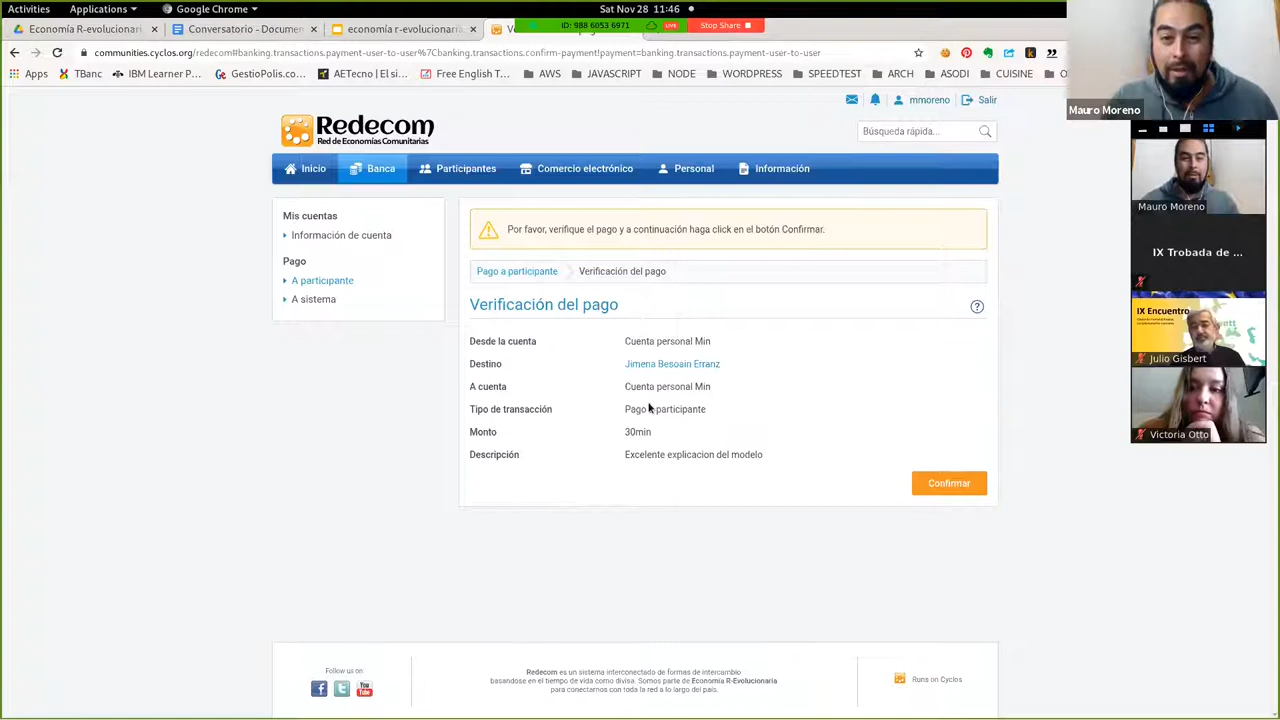 Activities
Applications
Google Chrome
Sat Nov 28 11:46
Economía R-evolucionari
Conversatorio - Documen
economía r-evolucionaria
ID: 988 6053 6971
LIVE
Stop Share
communities.cyclos.org/redecom#banking.transactions.payment-user-to-user%7Cbanking.transactions.confirm-payment!payment=banking.transactions.payment-user-to-user
Apps
TBanc
IBM Learner P...
GestioPolis.co...
AETecno | El si...
Free English T...
AWS
JAVASCRIPT
NODE
WORDPRESS
SPEEDTEST
ARCH
ASODI
CUISINE
Mauro Moreno
mmoreno
Salir
Redecom
Red de Economías Comunitarias
Búsqueda rápida...
Inicio
Banca
Participantes
Comercio electrónico
Personal
Información
Mis cuentas
Información de cuenta
Pago
A participante
A sistema
Por favor, verifique el pago y a continuación haga click en el botón Confirmar.
Pago a participante
Verificación del pago
Verificación del pago
Desde la cuenta Cuenta personal Min
Destino Jimena Besoain Erranz
A cuenta Cuenta personal Min
Tipo de transacción Pago participante
Monto 30min
Descripción Excelente explicacion del modelo
Confirmar
Mauro Moreno
IX Trobada de ...
IX Encuentro
Julio Gisbert
Victoria Otto
Follow us on
Redecom es un sistema interconectado de formas de intercambio
basandose en el tiempo de vida como divisa. Somos parte de Economía R-Evolucionaria
para conectarnos con toda la red a lo largo del país.
Runs on Cyclos